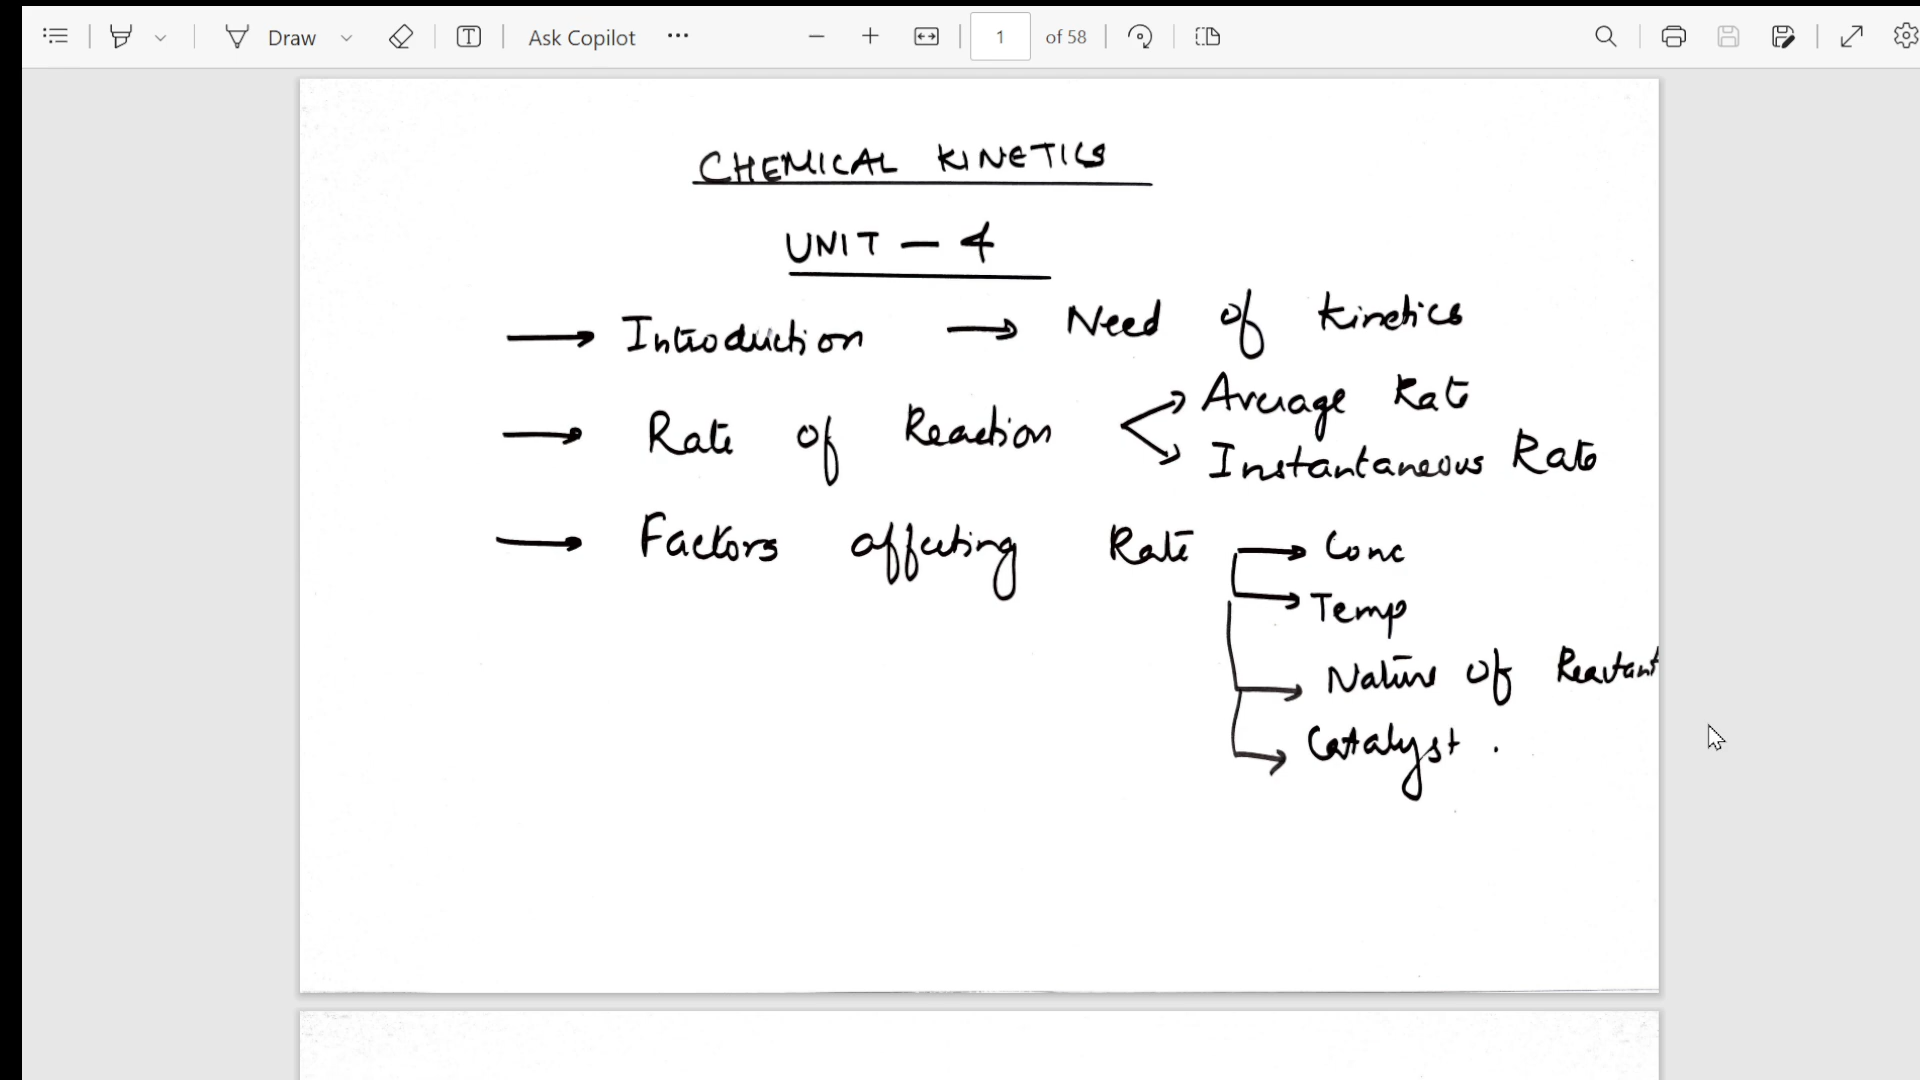 Draw Ask Copilot 1 of 58
CHEMICAL KINETICS
UNIT - 4
→ Introduction → Need of Kinetics
→ Rate of Reaction → Average Rate
→ Instantaneous Rate
→ Factors affecting Rate → Conc
→ Temp
→ Nature of Reactant
→ Catalyst .